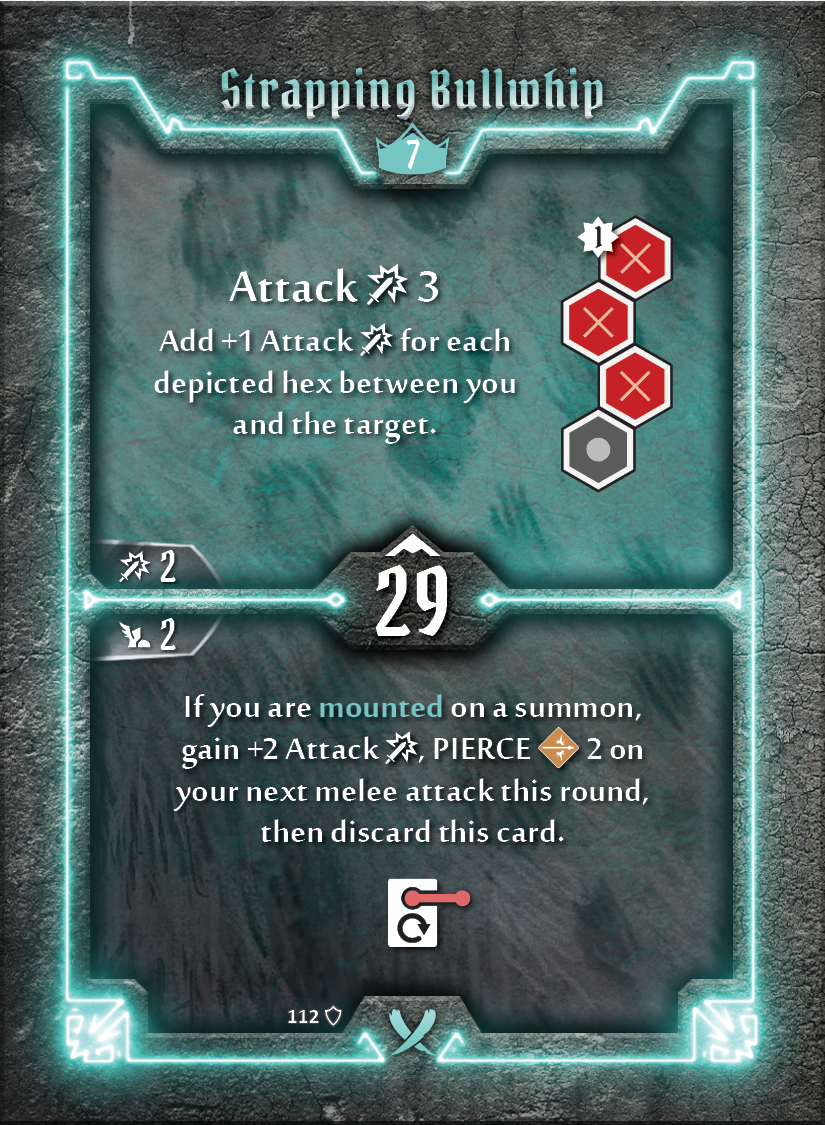 Strapping Bullwhip
7
1
Attack 3
Add +1 Attack for each
depicted hex between you
and the target.
2
29
2
If you are mounted on a summon,
gain +2 Attack , PIERCE 2 on
your next melee attack this round,
then discard this card.
112